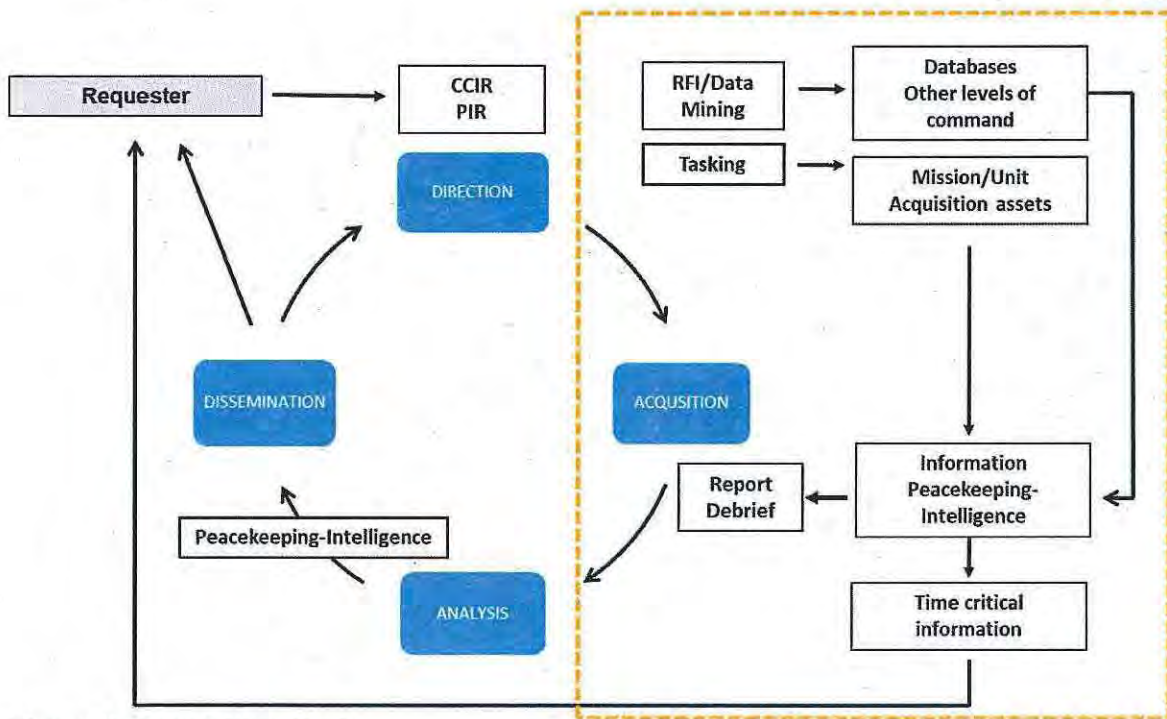 Requester
CCIR
PIR
RFI/Data
Mining
Databases
Other levels of
command
Tasking
Mission/Unit
Acquisition assets
DIRECTION
DISSEMINATION
ACQUSITION
Report
Debrief
Information
Peacekeeping-
Intelligence
Peacekeeping-Intelligence
ANALYSIS
Time critical
information